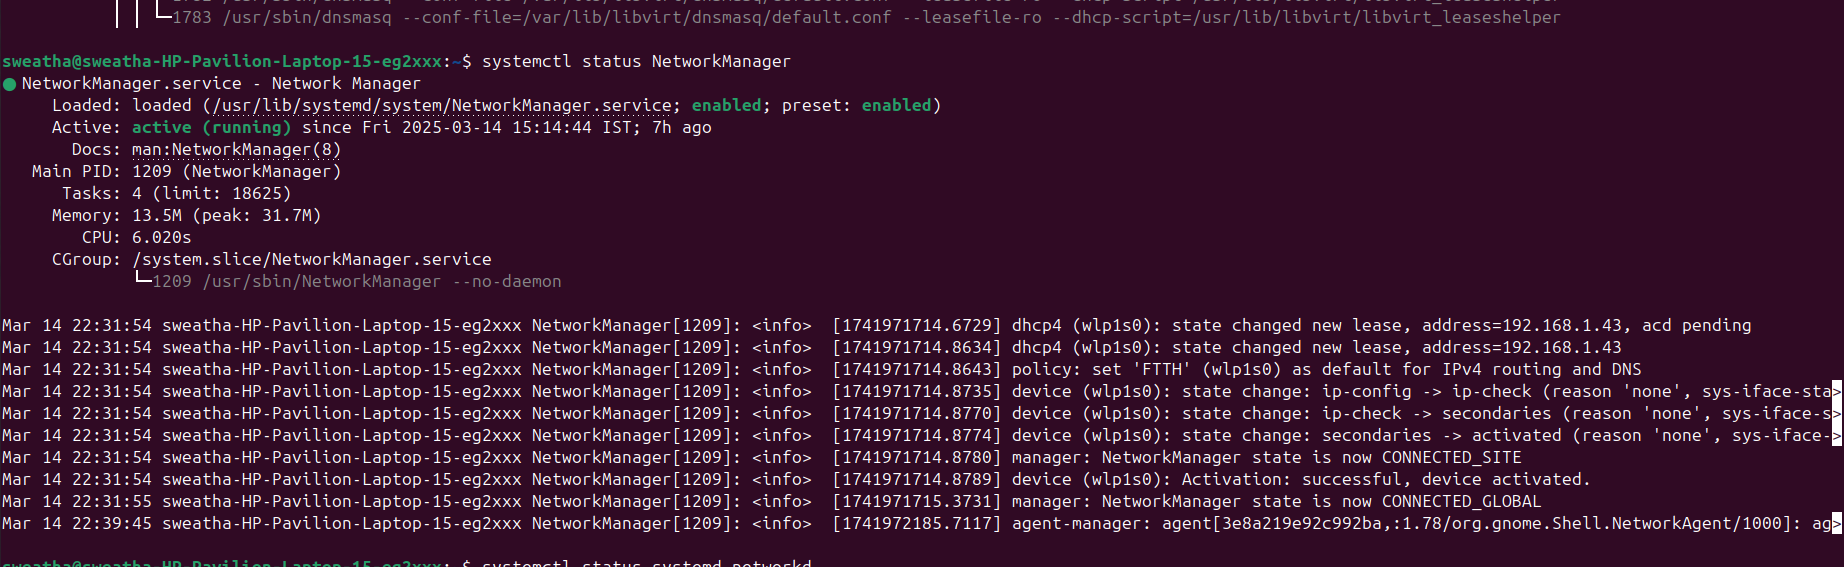 └─1783 /usr/sbin/dnsmasq --conf-file=/var/lib/libvirt/dnsmasq/default.conf --leasefile-ro --dhcp-script=/usr/lib/libvirt/libvirt_leaseshelper
sweatha@sweatha-HP-Pavilion-Laptop-15-eg2xxx:~$ systemctl status NetworkManager
● NetworkManager.service - Network Manager
Loaded: loaded (/usr/lib/systemd/system/NetworkManager.service; enabled; preset: enabled)
Active: active (running) since Fri 2025-03-14 15:14:44 IST; 7h ago
Docs: man:NetworkManager(8)
Main PID: 1209 (NetworkManager)
Tasks: 4 (limit: 18625)
Memory: 13.5M (peak: 31.7M)
CPU: 6.020s
CGroup: /system.slice/NetworkManager.service
└─1209 /usr/sbin/NetworkManager --no-daemon
Mar 14 22:31:54 sweatha-HP-Pavilion-Laptop-15-eg2xxx NetworkManager[1209]: <info>  [1741971714.6729] dhcp4 (wlp1s0): state changed new lease, address=192.168.1.43, acd pending
Mar 14 22:31:54 sweatha-HP-Pavilion-Laptop-15-eg2xxx NetworkManager[1209]: <info>  [1741971714.8634] dhcp4 (wlp1s0): state changed new lease, address=192.168.1.43
Mar 14 22:31:54 sweatha-HP-Pavilion-Laptop-15-eg2xxx NetworkManager[1209]: <info>  [1741971714.8643] policy: set 'FTTH' (wlp1s0) as default for IPv4 routing and DNS
Mar 14 22:31:54 sweatha-HP-Pavilion-Laptop-15-eg2xxx NetworkManager[1209]: <info>  [1741971714.8735] device (wlp1s0): state change: ip-config -> ip-check (reason 'none', sys-iface-sta>
Mar 14 22:31:54 sweatha-HP-Pavilion-Laptop-15-eg2xxx NetworkManager[1209]: <info>  [1741971714.8770] device (wlp1s0): state change: ip-check -> secondaries (reason 'none', sys-iface-s>
Mar 14 22:31:54 sweatha-HP-Pavilion-Laptop-15-eg2xxx NetworkManager[1209]: <info>  [1741971714.8774] device (wlp1s0): state change: secondaries -> activated (reason 'none', sys-iface->
Mar 14 22:31:54 sweatha-HP-Pavilion-Laptop-15-eg2xxx NetworkManager[1209]: <info>  [1741971714.8780] manager: NetworkManager state is now CONNECTED_SITE
Mar 14 22:31:54 sweatha-HP-Pavilion-Laptop-15-eg2xxx NetworkManager[1209]: <info>  [1741971714.8789] device (wlp1s0): Activation: successful, device activated.
Mar 14 22:31:55 sweatha-HP-Pavilion-Laptop-15-eg2xxx NetworkManager[1209]: <info>  [1741971715.3731] manager: NetworkManager state is now CONNECTED_GLOBAL
Mar 14 22:39:45 sweatha-HP-Pavilion-Laptop-15-eg2xxx NetworkManager[1209]: <info>  [1741972185.7117] agent-manager: agent[3e8a219e92c992ba,:1.78/org.gnome.Shell.NetworkAgent/1000]: ag>
sweatha@sweatha-HP-Pavilion-Laptop-15-eg2xxx:~$ systemctl status systemd-networkd